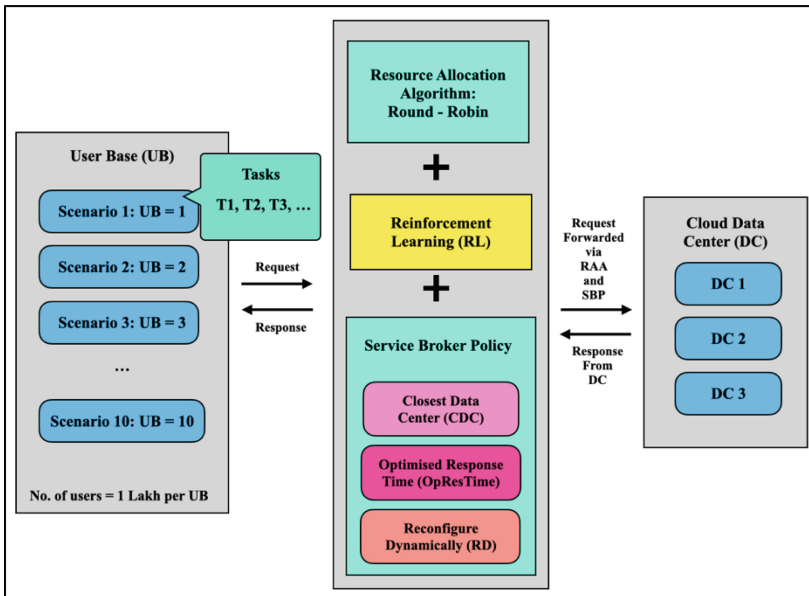 User Base (UB)
Scenario 1: UB = 1
Tasks
T1, T2, T3, ...
Scenario 2: UB = 2
Scenario 3: UB = 3
...
Scenario 10: UB = 10
No. of users = 1 Lakh per UB
Request
Response
Resource Allocation
Algorithm:
Round - Robin
+
Reinforcement
Learning (RL)
+
Service Broker Policy
Closest Data
Center (CDC)
Optimised Response
Time (OpResTime)
Reconfigure
Dynamically (RD)
Request
Forwarded
via
RAA
and
SBP
Response
From
DC
Cloud Data
Center (DC)
DC 1
DC 2
DC 3